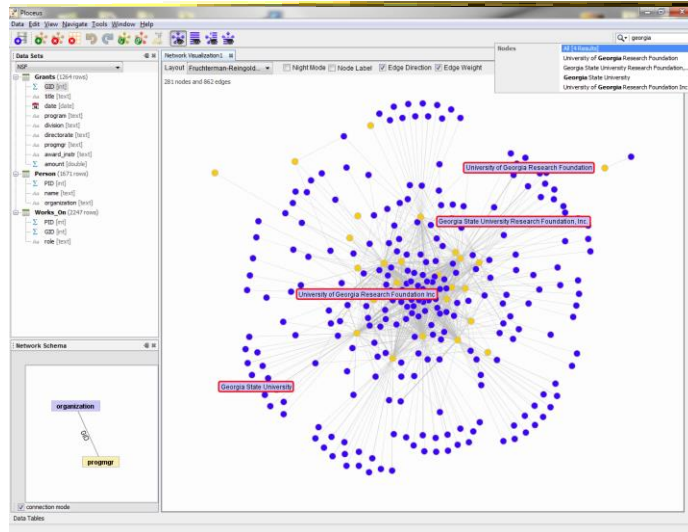 Ploceus
Data Edit View Navigate Tools Window Help
georgia
Nodes
All [4 Results]
University of Georgia Research Foundation
Georgia State University Research Foundation,...
Georgia State University
University of Georgia Research Foundation Inc
Data Sets
NSF
Grants (1264 rows)
GID [int]
title [text]
date [date]
program [text]
division [text]
directorate [text]
progmgr [text]
award_instr [text]
amount [double]
Person (1671 rows)
PID [int]
name [text]
organization [text]
Works_On (2247 rows)
PID [int]
GID [int]
role [text]
Network Schema
organization
progmgr
connection mode
Data Tables
Network Visualization1
Layout Fruchterman-Reingold... Night Mode Node Label Edge Direction Edge Weight
281 nodes and 862 edges
University of Georgia Research Foundation
Georgia State University Research Foundation, Inc.
University of Georgia Research Foundation Inc
Georgia State University